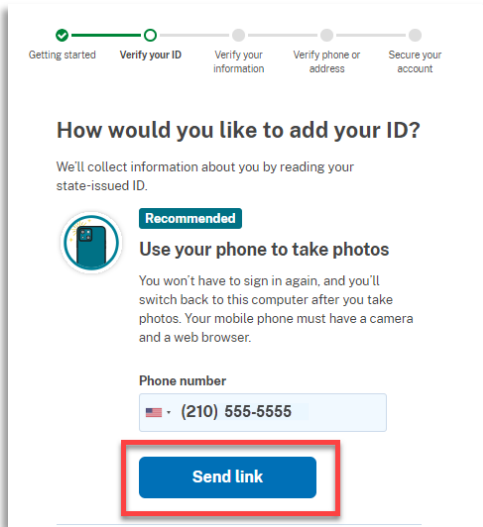 Getting started
Verify your ID
Verify your
information
Verify phone or
address
Secure your
account
How would you like to add your ID?
We'll collect information about you by reading your
state-issued ID.
Recommended
Use your phone to take photos
You won't have to sign in again, and you'll
switch back to this computer after you take
photos. Your mobile phone must have a camera
and a web browser.
Phone number
(210) 555-5555
Send link